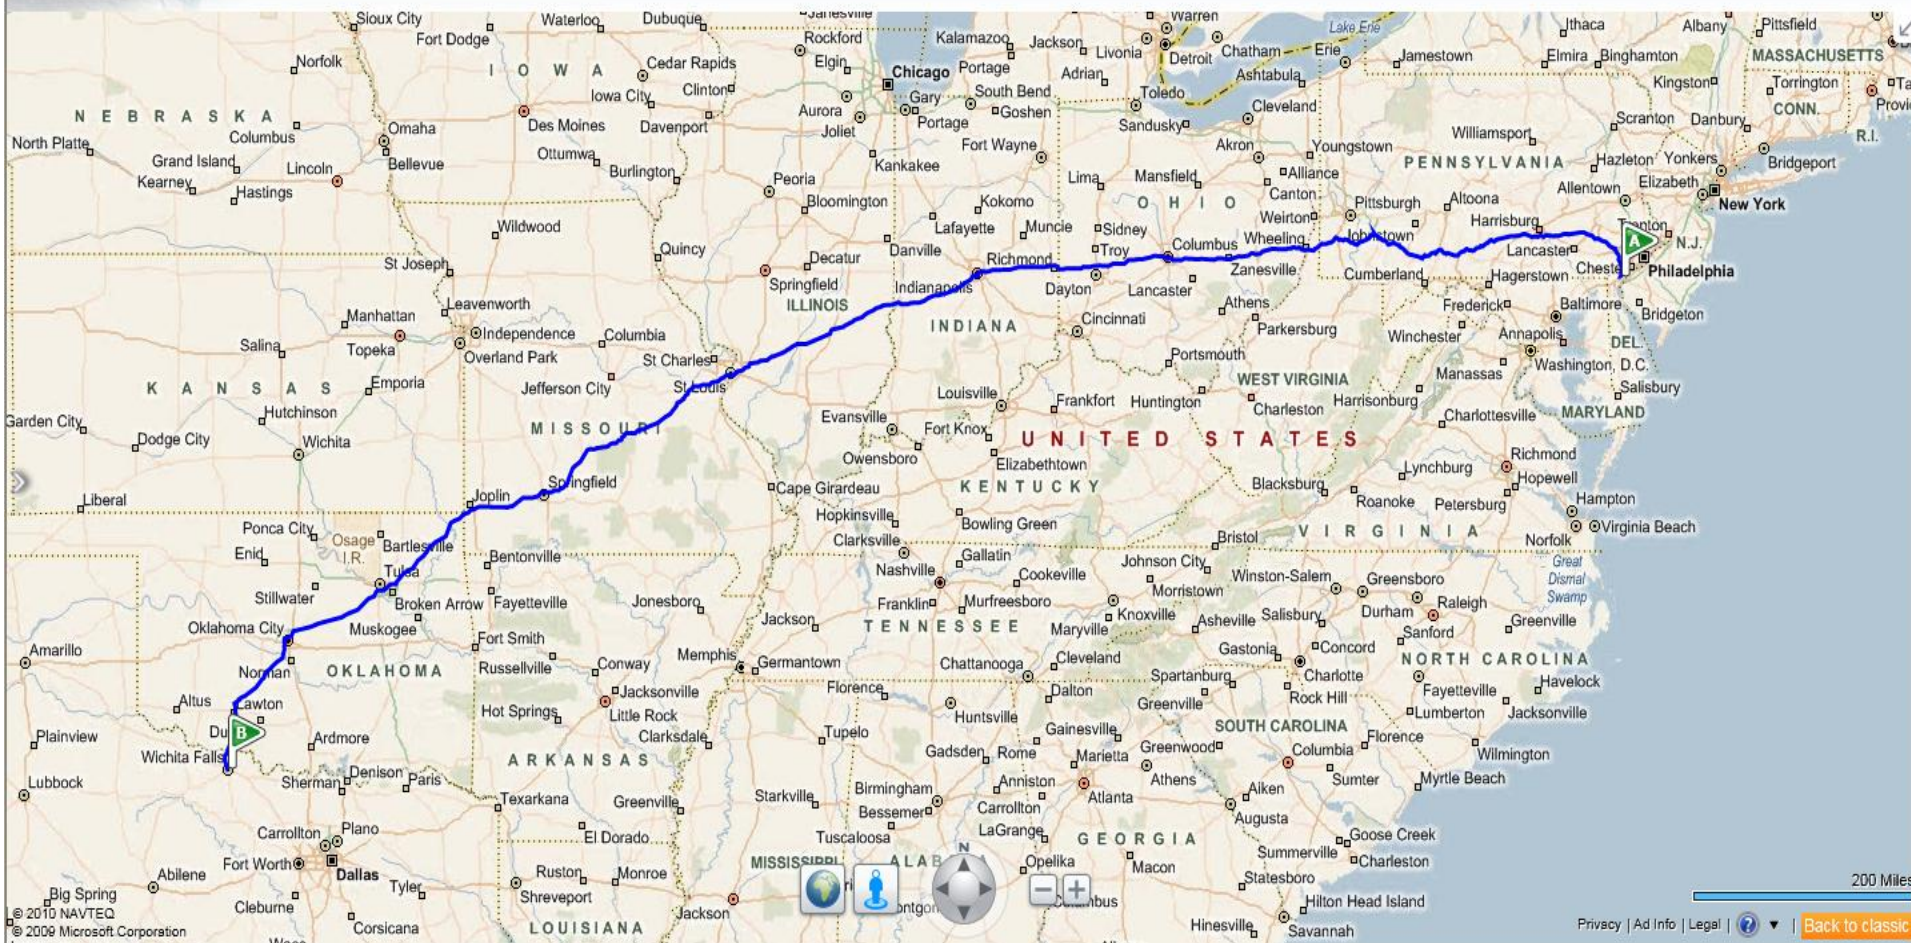 Sioux City
Waterloo
Dubuque
Janesville
Warren
Lake Erie
Ithaca
Albany
Pittsfield
Fort Dodge
Rockford
Kalamazoo
Jackson
Livonia
Detroit
Chatham
Erie
Jamestown
Elmira
Binghamton
MASSACHUSETTS
Norfolk
IOWA
Cedar Rapids
Elgin
Chicago
Portage
Adrian
Ashtabula
Kingston
Torrington
Iowa City
Clinton
South Bend
Toledo
Cleveland
CONN.
NEBRASKA
Columbus
Omaha
Des Moines
Davenport
Aurora
Joliet
Gary
Portage
Goshen
Sandusky
Scranton
Danbury
R.I.
North Platte
Grand Island
Lincoln
Bellevue
Ottumwa
Burlington
Kankakee
Fort Wayne
Akron
Youngstown
Williamsport
PENNSYLVANIA
Hazleton
Yonkers
Bridgeport
Kearney
Hastings
Peoria
Lima
Mansfield
Alliance
Canton
Allentown
Elizabeth
New York
Wildwood
Bloomington
Kokomo
OHIO
Weirton
Pittsburgh
Altoona
Harrisburg
Trenton
Quincy
Danville
Lafayette
Muncie
Sidney
Troy
Columbus
Wheeling
Johnstown
Lancaster
A
N.J.
St Joseph
Decatur
Springfield
Richmond
Zanesville
Cumberland
Hagerstown
Philadelphia
Leavenworth
ILLINOIS
Indianapolis
Dayton
Lancaster
Athens
Frederick
Baltimore
Bridgeton
Manhattan
Independence
Columbia
INDIANA
Cincinnati
Parkersburg
Winchester
Annapolis
DEL.
Salina
Topeka
Overland Park
St Charles
Portsmouth
Washington, D.C.
KANSAS
Emporia
Jefferson City
St Louis
Louisville
Frankfort
Huntington
WEST VIRGINIA
Manassas
Salisbury
Garden City
Hutchinson
Evansville
Fort Knox
Charleston
Harrisonburg
Charlottesville
MARYLAND
Dodge City
Wichita
MISSOURI
Owensboro
UNITED STATES
Elizabethtown
Lynchburg
Richmond
Hopewell
Liberal
Joplin
Springfield
Cape Girardeau
KENTUCKY
Blacksburg
Roanoke
Petersburg
Hampton
Ponca City
Hopkinsville
Bowling Green
VIRGINIA
Virginia Beach
Enid
Osage
I.R.
Bartlesville
Bentonville
Clarksville
Gallatin
Bristol
Norfolk
Great
Dismal
Swamp
Tulsa
Nashville
Cookeville
Johnson City
Morristown
Winston-Salem
Greensboro
Stillwater
Broken Arrow
Fayetteville
Jonesboro
Franklin
Murfreesboro
Knoxville
Asheville
Salisbury
Durham
Raleigh
Oklahoma City
Muskogee
Fort Smith
Jackson
TENNESSEE
Maryville
Sanford
Greenville
Amarillo
Norman
OKLAHOMA
Russellville
Conway
Memphis
Germantown
Chattanooga
Cleveland
Gastonia
Concord
Charlotte
NORTH CAROLINA
Altus
Lawton
Jacksonville
Florence
Dalton
Spartanburg
Rock Hill
Fayetteville
Havelock
Du
B
Hot Springs
Little Rock
Clarksdale
Huntsville
Gainesville
Greenville
SOUTH CAROLINA
Lumberton
Jacksonville
Plainview
Wichita Falls
Ardmore
ARKANSAS
Tupelo
Gadsden
Rome
Marietta
Greenwood
Columbia
Florence
Wilmington
Lubbock
Sherman
Denison
Paris
Texarkana
Greenville
Starkville
Birmingham
Bessemer
Anniston
Carrollton
Atlanta
Athens
Aiken
Sumter
Myrtle Beach
Carrollton
Plano
El Dorado
Tuscaloosa
LaGrange
GEORGIA
Augusta
Goose Creek
Fort Worth
Dallas
MISSISSIPPI
N
Opelika
Macon
Summerville
Charleston
Abilene
Tyler
Ruston
Monroe
Statesboro
200 Miles
Big Spring
Cleburne
Shreveport
Jackson
Hilton Head Island
© 2010 NAVTEQ
© 2009 Microsoft Corporation
Corsicana
LOUISIANA
Hinesville
Savannah
Privacy | Ad Info | Legal | ? ▼ | Back to classic